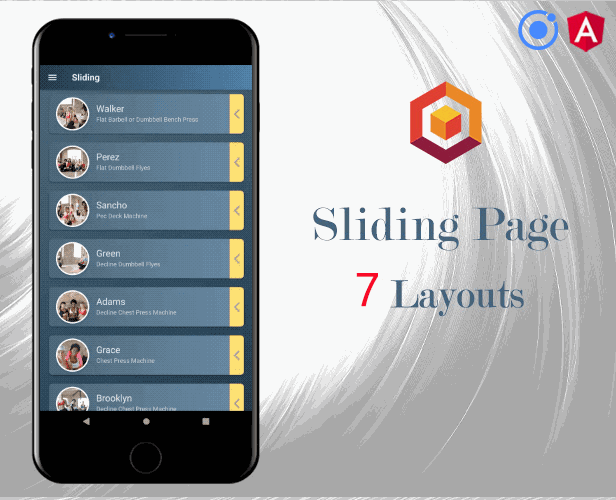 Sliding
Walker
Flat Barbell or Dumbbell Bench Press
Perez
Flat Dumbbell Flyes
Sancho
Pec Deck Machine
Green
Decline Dumbbell Flyes
Adams
Decline Chest Press Machine
Grace
Chest Press Machine
Brooklyn
Decline Chest Press Machine
Sliding Page
7 Layouts
A